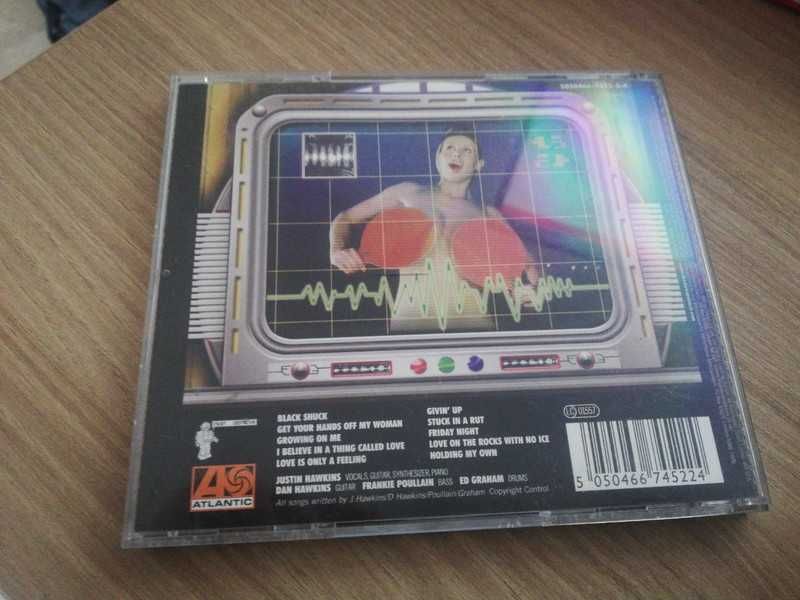 BLACK SHUCK
GET YOUR HANDS OFF MY WOMAN
GROWING ON ME
I BELIEVE IN A THING CALLED LOVE
LOVE IS ONLY A FEELING
GIVIN' UP
STUCK IN A RUT
FRIDAY NIGHT
LOVE ON THE ROCKS WITH NO ICE
HOLDING MY OWN
LC 01557
JUSTIN HAWKINS VOCALS, GUITAR, SYNTHESIZER, PIANO
DAN HAWKINS GUITAR FRANKIE POULLAIN BASS ED GRAHAM DRUMS
All songs written by J.Hawkins/D Hawkins/Poullain/Graham Copyright Control
ATLANTIC
5 050466 745224